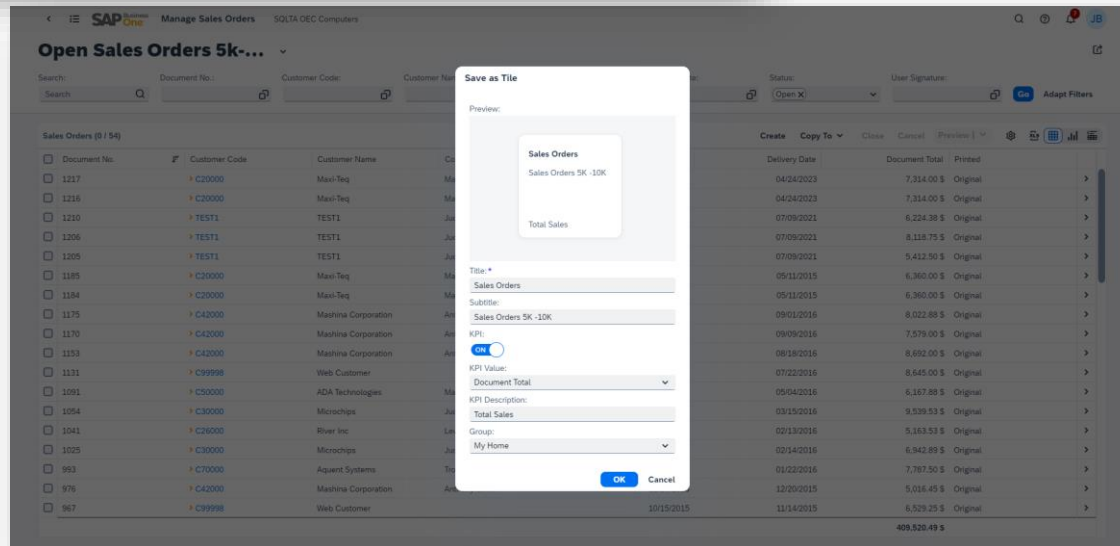 SAP Business One Manage Sales Orders SQLTA OEC Computers JB
Open Sales Orders 5k-...
Search: Document No.: Customer Code: Status: User Signature:
Search Open Go Adapt Filters
Save as Tile
Preview:
Sales Orders
Sales Orders 5K -10K
Total Sales
Title:*
Sales Orders
Subtitle:
Sales Orders 5K -10K
KPI:
ON
KPI Value:
Document Total
KPI Description:
Total Sales
Group:
My Home
OK Cancel
Sales Orders (0 / 54) Create Copy To Close Cancel Preview
Document No. Customer Code Customer Name Delivery Date Document Total Printed
1217 C20000 Maxi-Teq 04/24/2023 7,314.00 $ Original
1216 C20000 Maxi-Teq 04/24/2023 7,314.00 $ Original
1210 TEST1 TEST1 07/09/2021 6,224.38 $ Original
1206 TEST1 TEST1 07/09/2021 8,118.75 $ Original
1205 TEST1 TEST1 07/09/2021 5,412.50 $ Original
1185 C20000 Maxi-Teq 05/11/2015 6,360.00 $ Original
1184 C20000 Maxi-Teq 05/11/2015 6,360.00 $ Original
1175 C42000 Mashina Corporation 09/01/2016 8,022.88 $ Original
1170 C42000 Mashina Corporation 09/09/2016 7,579.00 $ Original
1153 C42000 Mashina Corporation 08/18/2016 8,692.00 $ Original
1131 C99998 Web Customer 07/22/2016 8,645.00 $ Original
1091 C50000 ADA Technologies 05/04/2016 6,167.88 $ Original
1054 C30000 Microchips 03/15/2016 9,539.53 $ Original
1041 C26000 River Inc 02/13/2016 5,163.53 $ Original
1025 C30000 Microchips 02/14/2016 6,942.89 $ Original
993 C70000 Aquent Systems 01/22/2016 7,787.50 $ Original
976 C42000 Mashina Corporation 12/20/2015 5,016.45 $ Original
967 C99998 Web Customer 10/15/2015 11/14/2015 6,529.25 $ Original
409,520.49 $